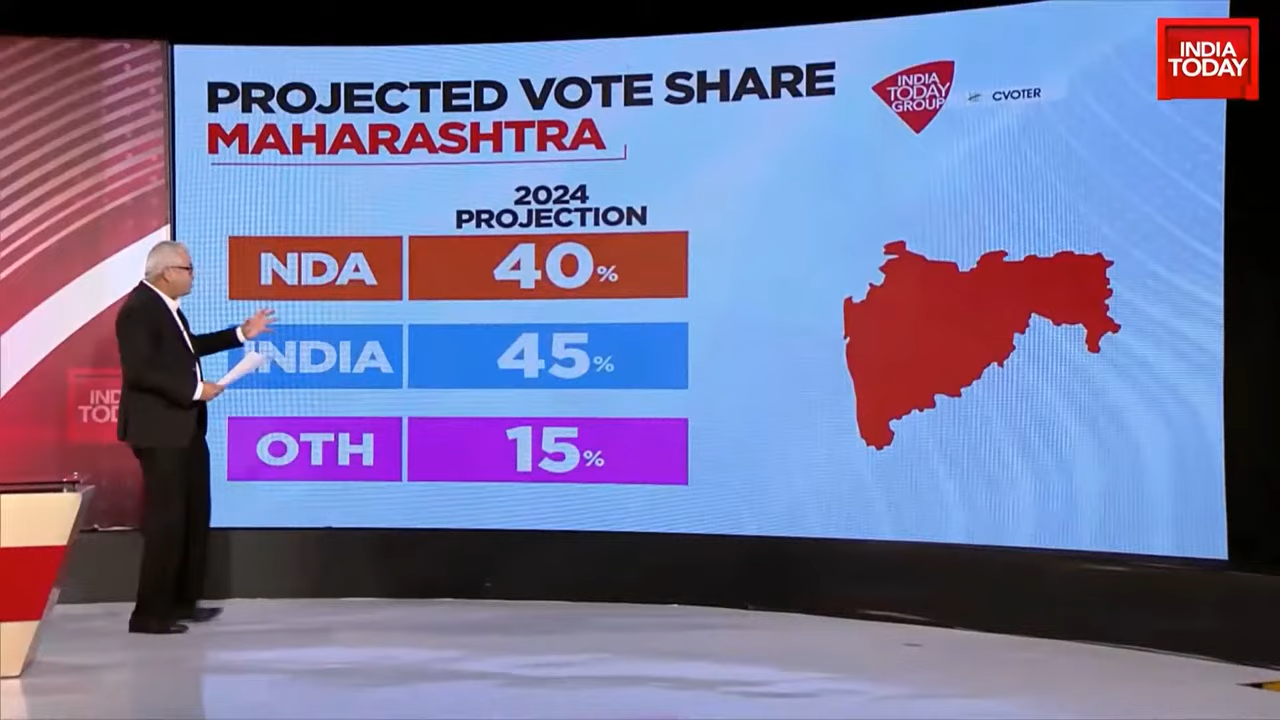 PROJECTED VOTE SHARE
MAHARASHTRA
INDIA
TODAY
GROUP
CVOTER
INDIA
TODAY
2024
PROJECTION
NDA 40%
INDIA 45%
OTH 15%